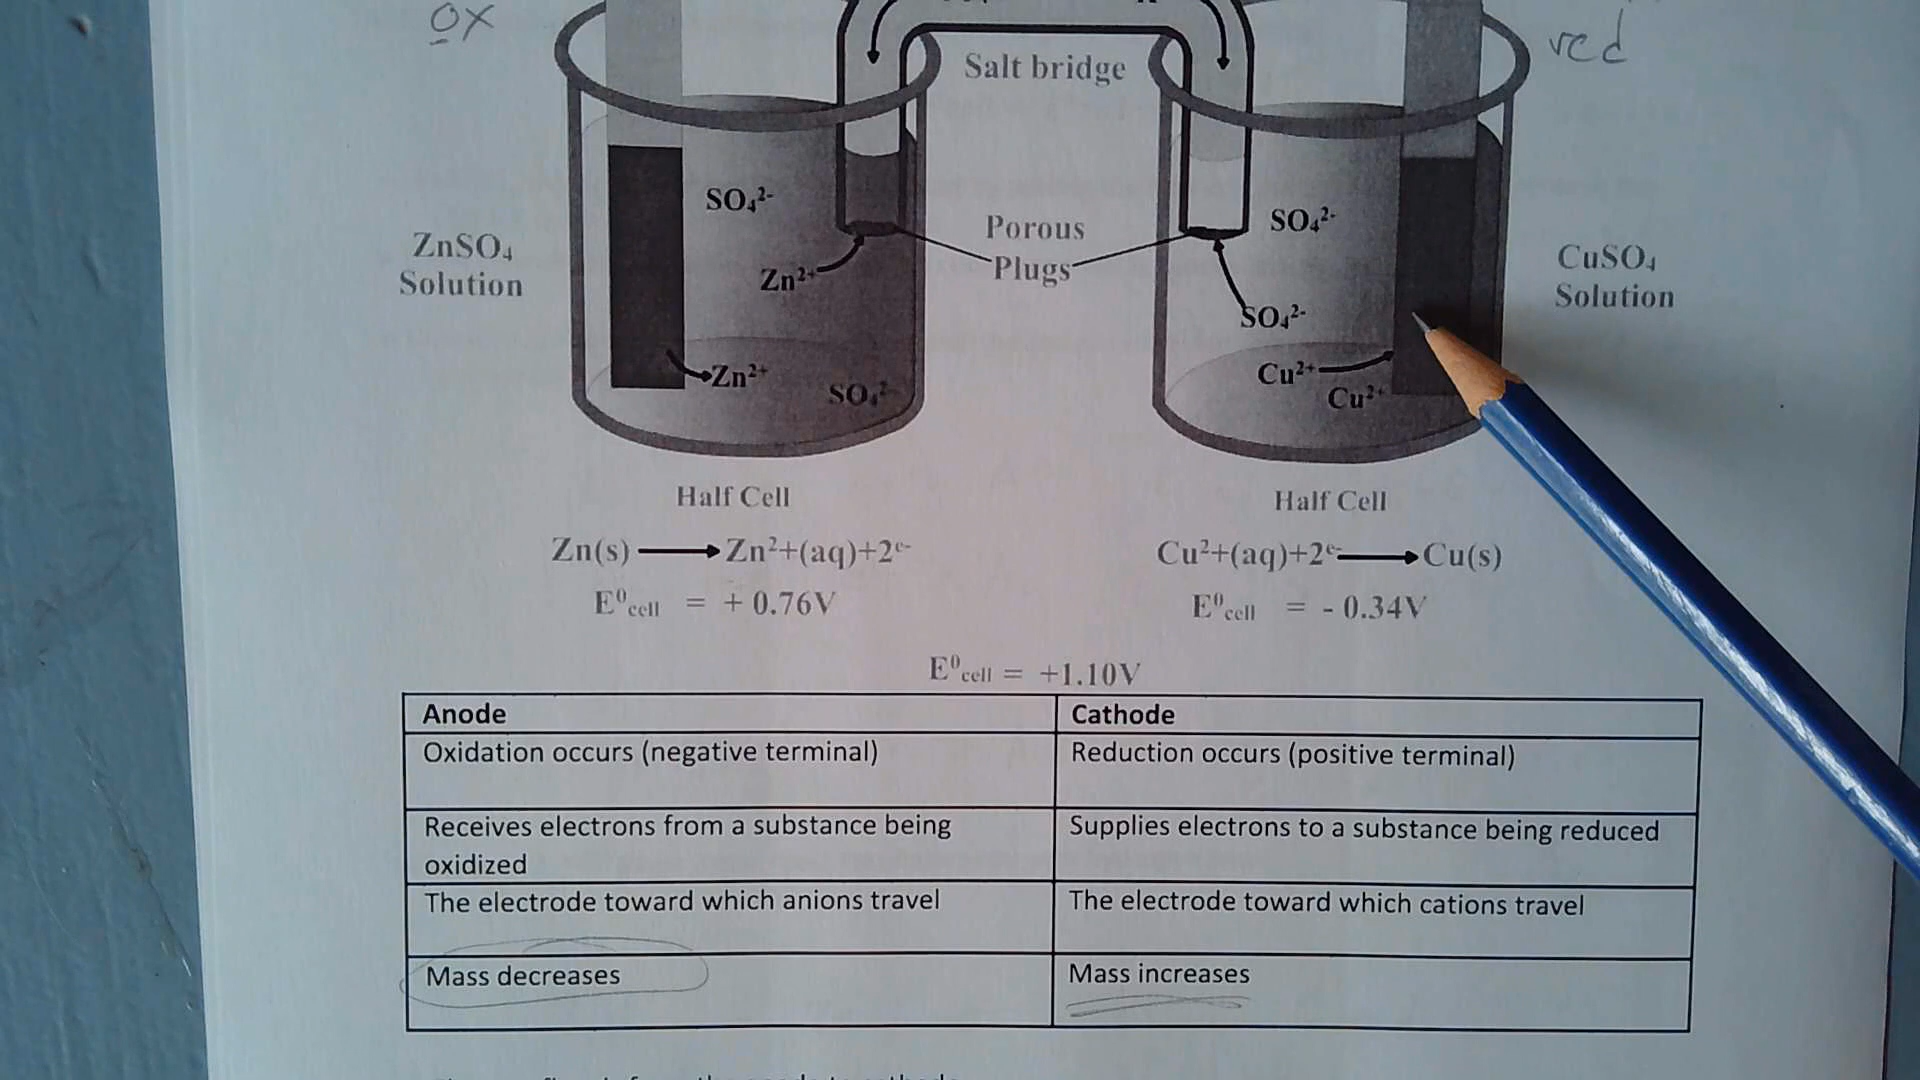 ox
red
Salt bridge
SO₄²⁻
SO₄²⁻
Porous
Plugs
ZnSO₄
Solution
Zn²⁺
CuSO₄
Solution
SO₄²⁻
Zn²⁺
SO₄²⁻
Cu²⁺
Cu²⁺
Half Cell
Half Cell
Zn(s) → Zn²+(aq)+2e⁻
Cu²+(aq)+2e⁻ → Cu(s)
E⁰cell = + 0.76V
E⁰cell = - 0.34V
E⁰cell = +1.10V
Anode
Cathode
Oxidation occurs (negative terminal)
Reduction occurs (positive terminal)
Receives electrons from a substance being
oxidized
Supplies electrons to a substance being reduced
The electrode toward which anions travel
The electrode toward which cations travel
Mass decreases
Mass increases